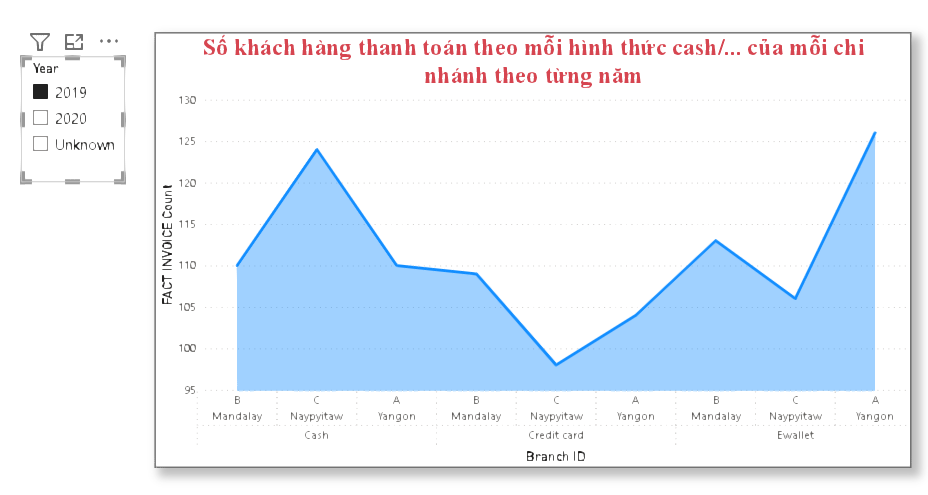 Số khách hàng thanh toán theo mỗi hình thức cash/... của mỗi chi
nhánh theo từng năm
Year
2019
2020
Unknown
130
125
120
115
110
105
100
95
FACT INVOICE Count
B C A B C A B C A
Mandalay Naypyitaw Yangon Mandalay Naypyitaw Yangon Mandalay Naypyitaw Yangon
Cash Credit card Ewallet
Branch ID